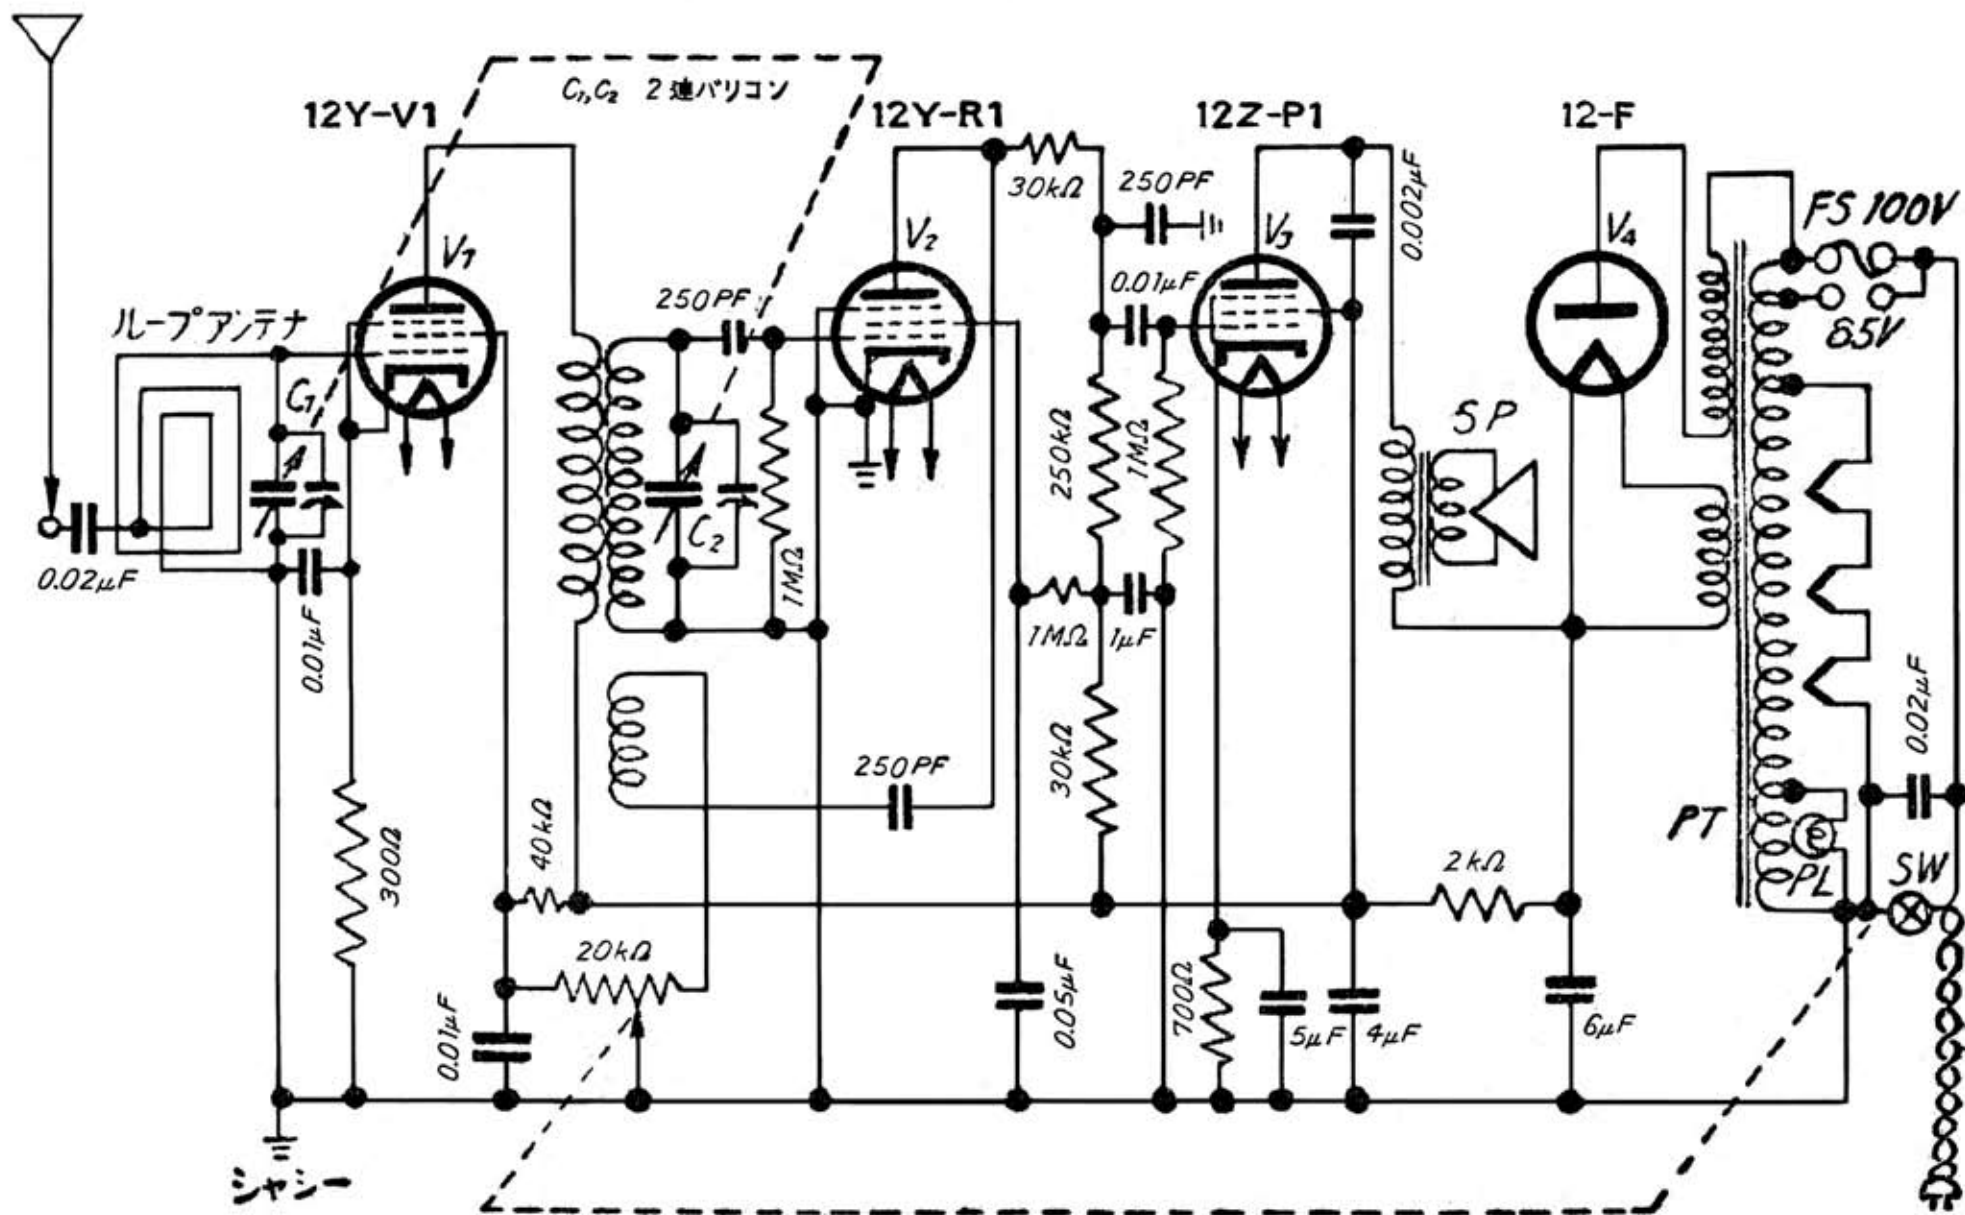 C₁,C₂ 2連バリコン
12Y-V1
12Y-R1
12Z-P1
12-F
30kΩ
250PF
0.002μF
FS 100V
85V
V1
V2
V3
V4
ループアンテナ
250PF
0.01μF
C1
C2
SP
0.02μF
0.01μF
1MΩ
250kΩ
1MΩ
1MΩ
1μF
30kΩ
250PF
300Ω
40kΩ
20kΩ
0.01μF
0.05μF
700Ω
5μF
4μF
2kΩ
6μF
PT
PL
SW
0.02μF
シャシー